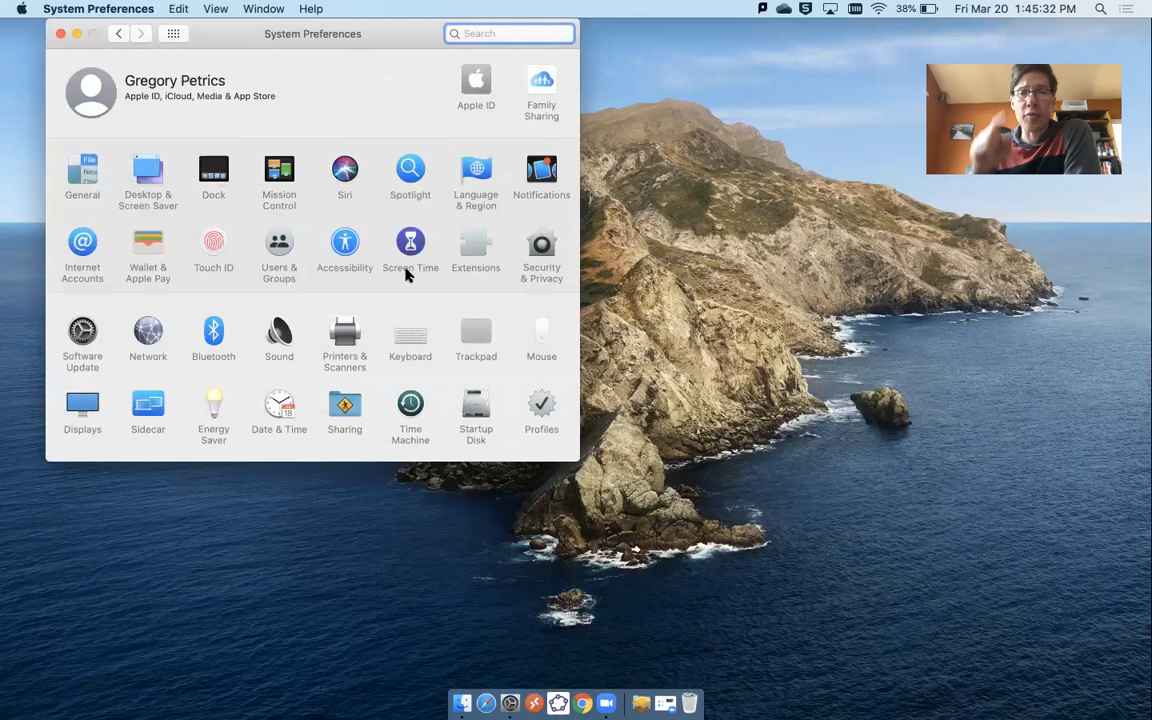 System Preferences Edit View Window Help
38% Fri Mar 20 1:45:32 PM
System Preferences
Search
Gregory Petrics
Apple ID, iCloud, Media & App Store
Apple ID
Family
Sharing
File
New
General
Desktop &
Screen Saver
Dock
Mission
Control
Siri
Spotlight
Language
& Region
Notifications
Internet
Accounts
Wallet &
Apple Pay
Touch ID
Users &
Groups
Accessibility
Screen Time
Extensions
Security
& Privacy
Software
Update
Network
Bluetooth
Sound
Printers &
Scanners
Keyboard
Trackpad
Mouse
Displays
Sidecar
Energy
Saver
18
Date & Time
Sharing
Time
Machine
Startup
Disk
Profiles